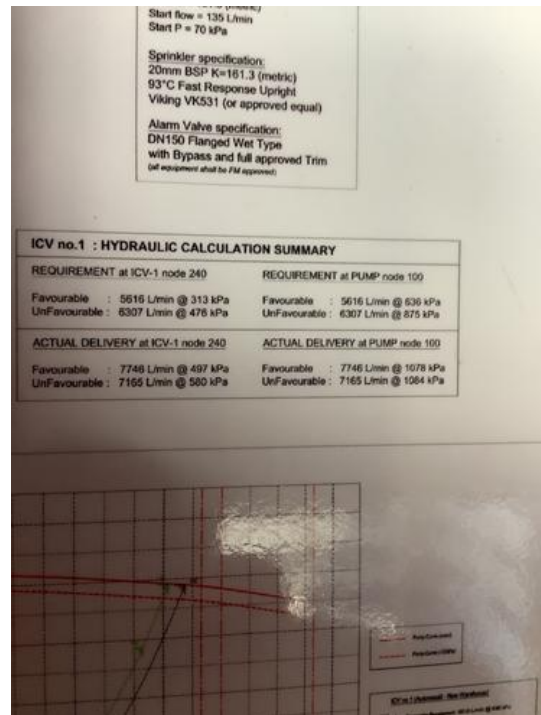 Start flow = 135 L/min
Start P = 70 kPa
Sprinkler specification:
20mm BSP K=161.3 (metric)
93°C Fast Response Upright
Viking VK531 (or approved equal)
Alarm Valve specification:
DN150 Flanged Wet Type
with Bypass and full approved Trim
(all equipment shall be FM approved)
ICV no.1 : HYDRAULIC CALCULATION SUMMARY
REQUIREMENT at ICV-1 node 240
Favourable : 5616 L/min @ 313 kPa
UnFavourable : 6307 L/min @ 476 kPa
REQUIREMENT at PUMP node 100
Favourable : 5616 L/min @ 636 kPa
UnFavourable : 6307 L/min @ 875 kPa
ACTUAL DELIVERY at ICV-1 node 240
Favourable : 7746 L/min @ 497 kPa
UnFavourable : 7165 L/min @ 580 kPa
ACTUAL DELIVERY at PUMP node 100
Favourable : 7746 L/min @ 1078 kPa
UnFavourable : 7165 L/min @ 1084 kPa